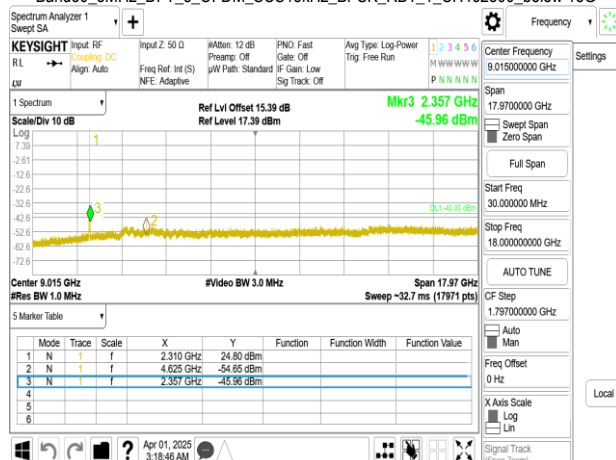 Spectrum Analyzer 1
Swept SA
Frequency
KEYSIGHT
Input: RF
Coupling: DC
Align: Auto
Input Z: 50 Ω
Freq Ref: Int (S)
NFE: Adaptive
#Atten: 12 dB
Preamp: Off
µW Path: Standard
PNO: Fast
Gate: Off
IF Gain: Low
Sig Track: Off
Avg Type: Log-Power
Trig: Free Run
1 2 3 4 5 6
M W W W W W
P N N N N N
RL
LXI
Center Frequency
9.015000000 GHz
Settings
1 Spectrum
Scale/Div 10 dB
Ref Lvl Offset 15.39 dB
Ref Level 17.39 dBm
Mkr3 2.357 GHz
-45.96 dBm
Span
17.9700000 GHz
Swept Span
Zero Span
Full Span
Log
7.39
-2.61
-12.6
-22.6
-32.6
-42.6
-52.6
-62.6
-72.6
1
3
2
DL1 -40.00 dBm
Start Freq
30.000000 MHz
Stop Freq
18.000000000 GHz
AUTO TUNE
Center 9.015 GHz
#Res BW 1.0 MHz
#Video BW 3.0 MHz
Span 17.97 GHz
Sweep ~32.7 ms (17971 pts)
CF Step
1.797000000 GHz
Auto
Man
5 Marker Table
Mode Trace Scale X Y Function Function Width Function Value
1 N 1 f 2.310 GHz 24.80 dBm
2 N 1 f 4.625 GHz -54.65 dBm
3 N 1 f 2.357 GHz -45.96 dBm
4
5
6
Freq Offset
0 Hz
X Axis Scale
Log
Lin
Local
Signal Track
Apr 01, 2025
3:18:46 AM